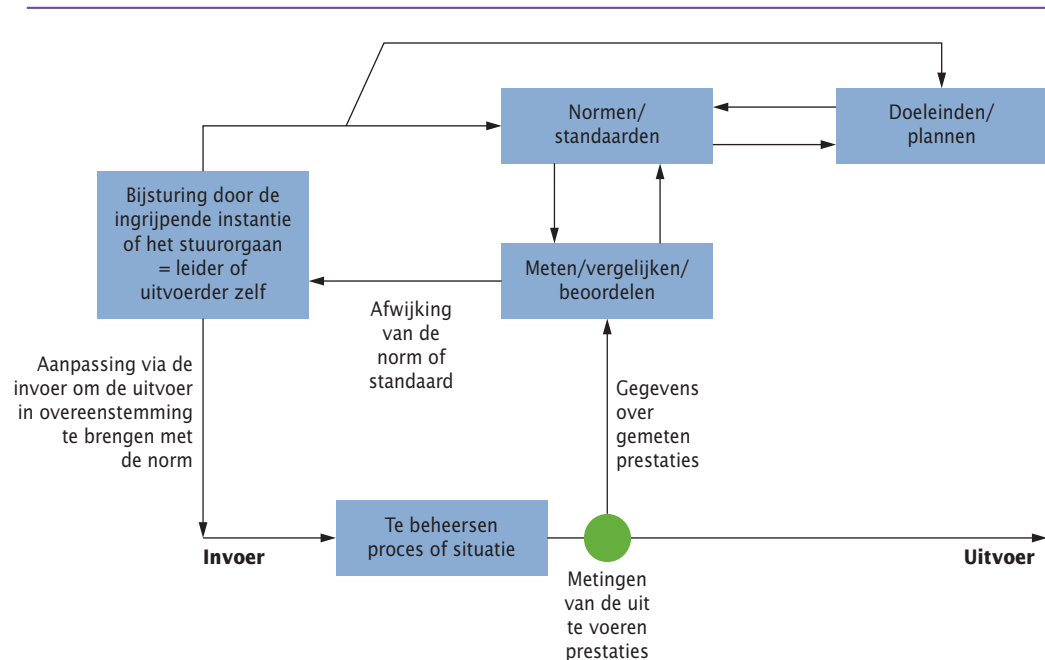 Normen/
standaarden
Doeleinden/
plannen
Bijsturing door de
ingrijpende instantie
of het stuurorgaan
= leider of
uitvoerder zelf
Meten/vergelijken/
beoordelen
Afwijking
van de
norm of
standaard
Aanpassing via de
invoer om de uitvoer
in overeenstemming
te brengen met
de norm
Gegevens
over
gemeten
prestaties
Invoer
Te beheersen
proces of situatie
Uitvoer
Metingen
van de uit
te voeren
prestaties